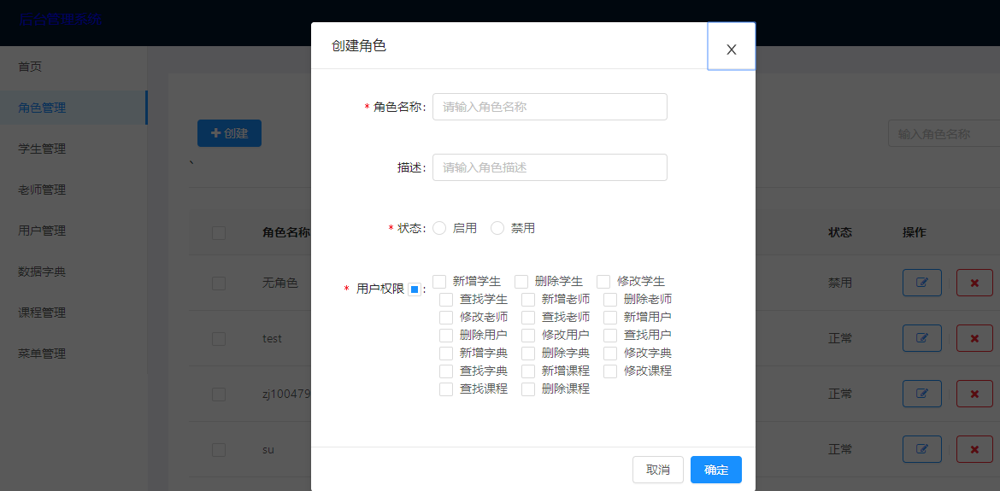 后台管理系统
首页
角色管理
学生管理
老师管理
用户管理
数据字典
课程管理
菜单管理
创建
、
输入角色名称
角色名称 状态 操作
无角色 禁用
test 正常
zj100479 正常
su 正常
创建角色
X
* 角色名称: 请输入角色名称
描述: 请输入角色描述
* 状态: 启用 禁用
* 用户权限 : 新增学生 删除学生 修改学生
查找学生 新增老师 删除老师
修改老师 查找老师 新增用户
删除用户 修改用户 查找用户
新增字典 删除字典 修改字典
查找字典 新增课程 修改课程
查找课程 删除课程
取消 确定